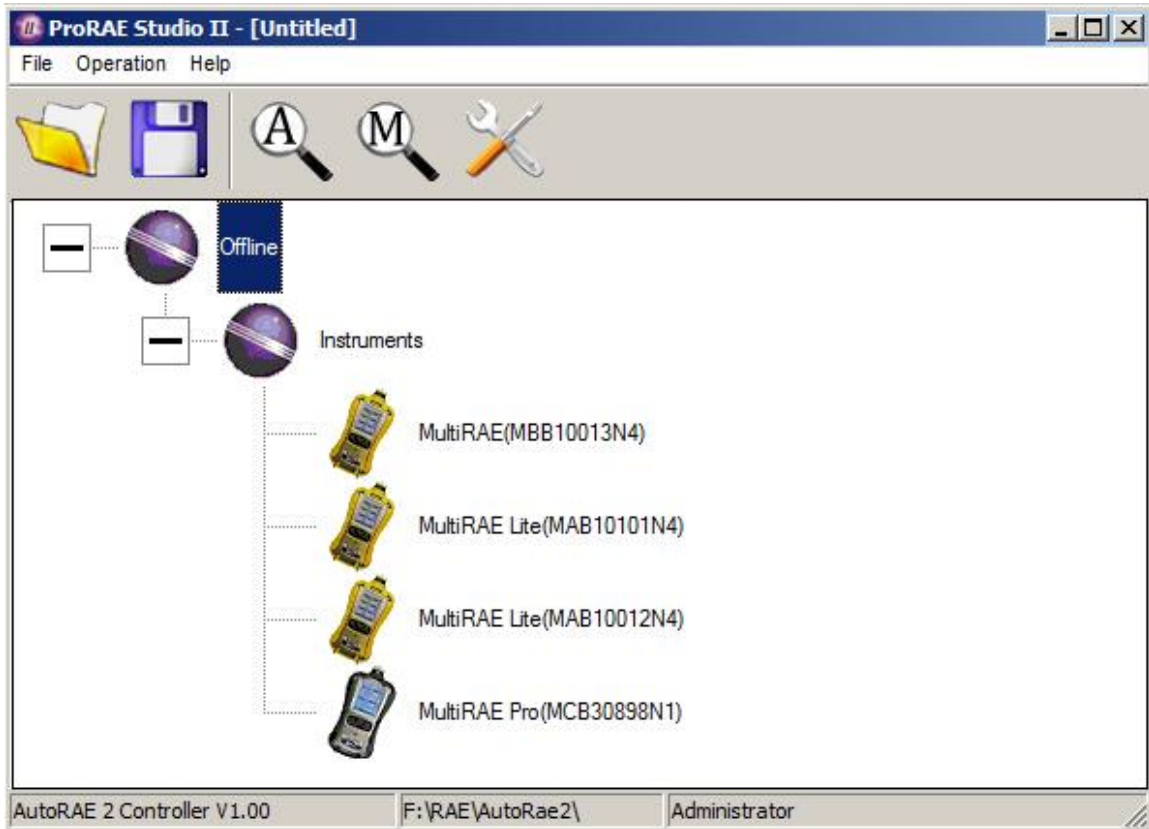 ProRAE Studio II - [Untitled]
File Operation Help
A M
Offline
Instruments
MultiRAE(MBB10013N4)
MultiRAE Lite(MAB10101N4)
MultiRAE Lite(MAB10012N4)
MultiRAE Pro(MCB30898N1)
AutoRAE 2 Controller V1.00 F:\RAE\AutoRae2\ Administrator